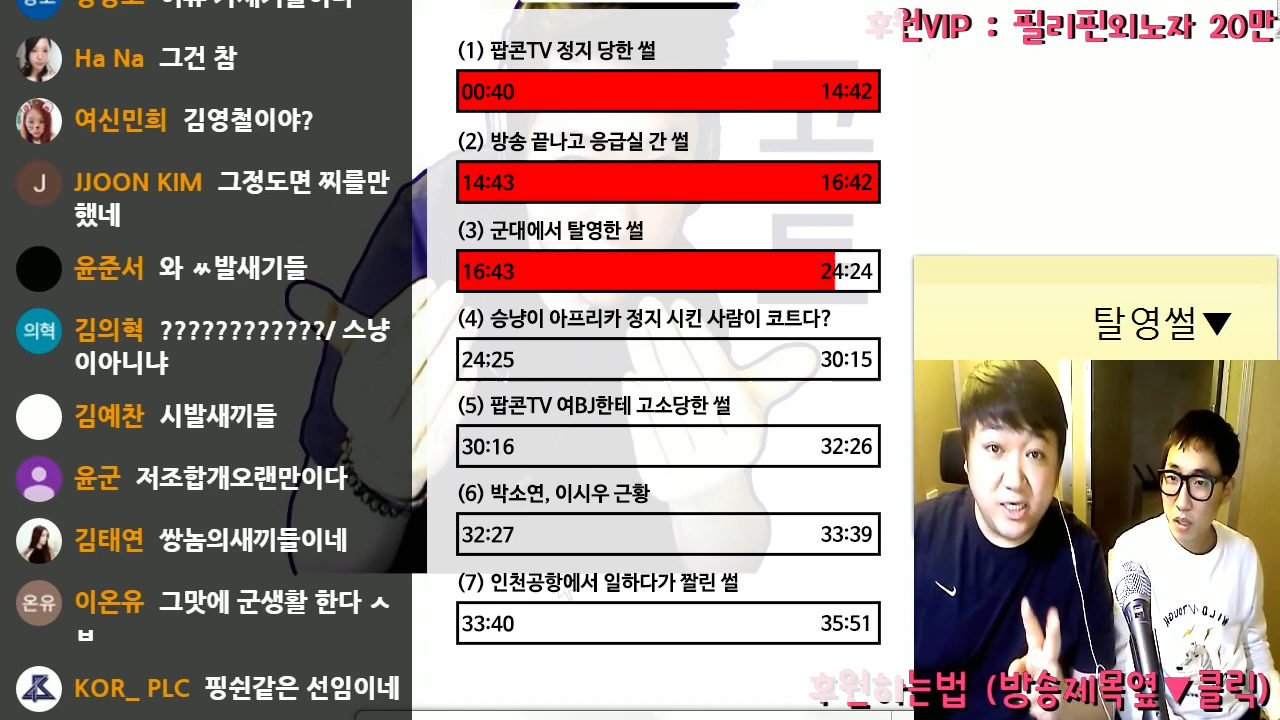 Ha Na 그건 참
여신민희 김영철이야?
JJOON KIM 그정도면 찌를만
했네
윤준서 와 ㅆ발새기들
김의혁 ????????????/ 스냥
이아니냐
김예찬 시발새끼들
윤군 저조합개오랜만이다
김태연 쌍놈의새끼들이네
이온유 그맛에 군생활 한다 ㅅ
ㅂ
KOR_ PLC 핑쉰같은 선임이네
J
의혁
온유
(1) 팝콘TV 정지 당한 썰
00:40 14:42
(2) 방송 끝나고 응급실 간 썰
14:43 16:42
(3) 군대에서 탈영한 썰
16:43 24:24
(4) 승냥이 아프리카 정지 시킨 사람이 코트다?
24:25 30:15
(5) 팝콘TV 여BJ한테 고소당한 썰
30:16 32:26
(6) 박소연, 이시우 근황
32:27 33:39
(7) 인천공항에서 일하다가 짤린 썰
33:40 35:51
후원VIP : 필리핀외노자 20만
탈영썰▼
후원하는법 (방송제목옆▼클릭)